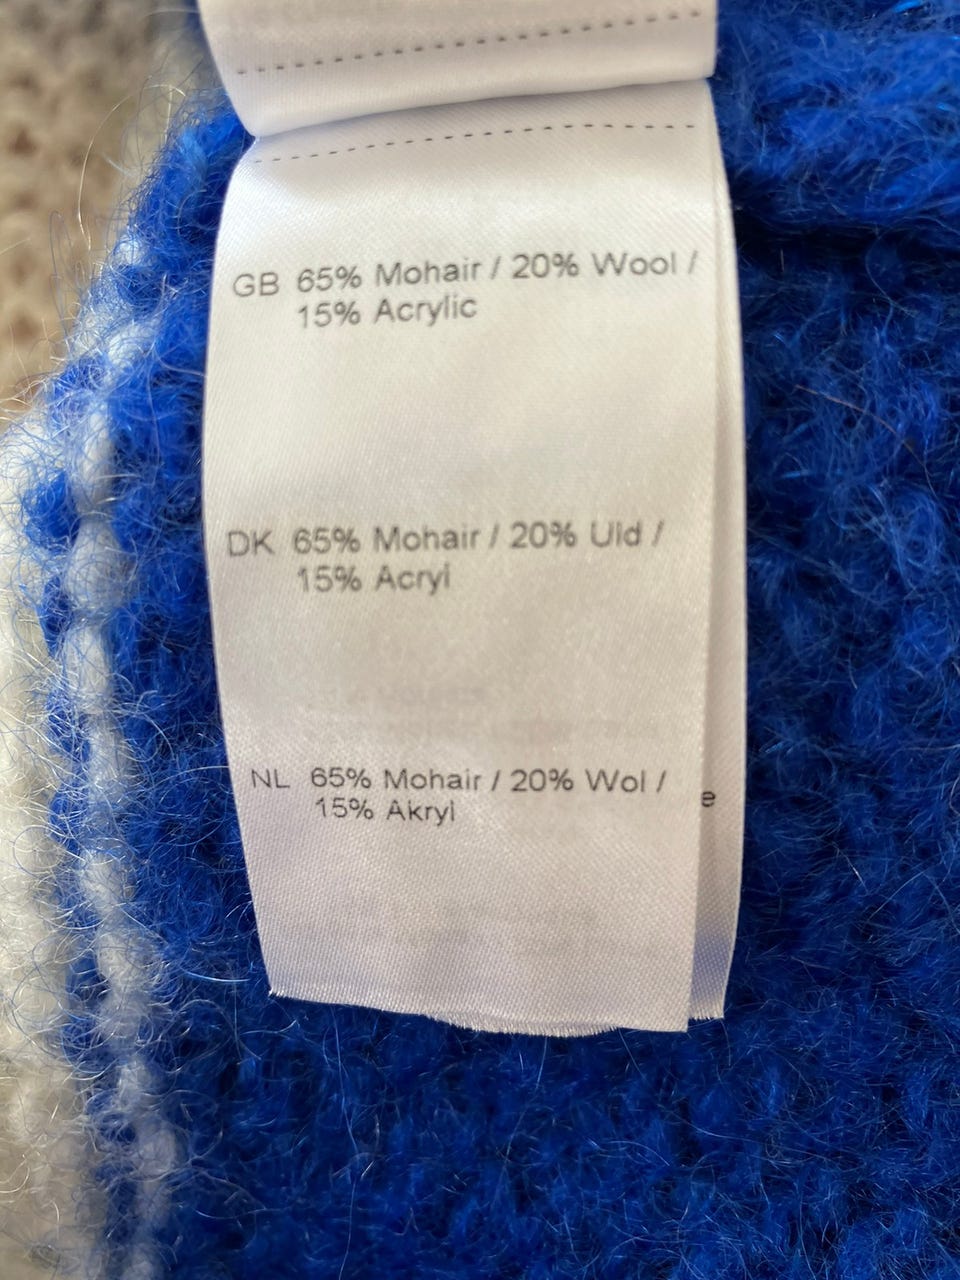 GB 65% Mohair / 20% Wool /
15% Acrylic
DK 65% Mohair / 20% Uld /
15% Acryl
NL 65% Mohair / 20% Wol /
15% Akryl
e